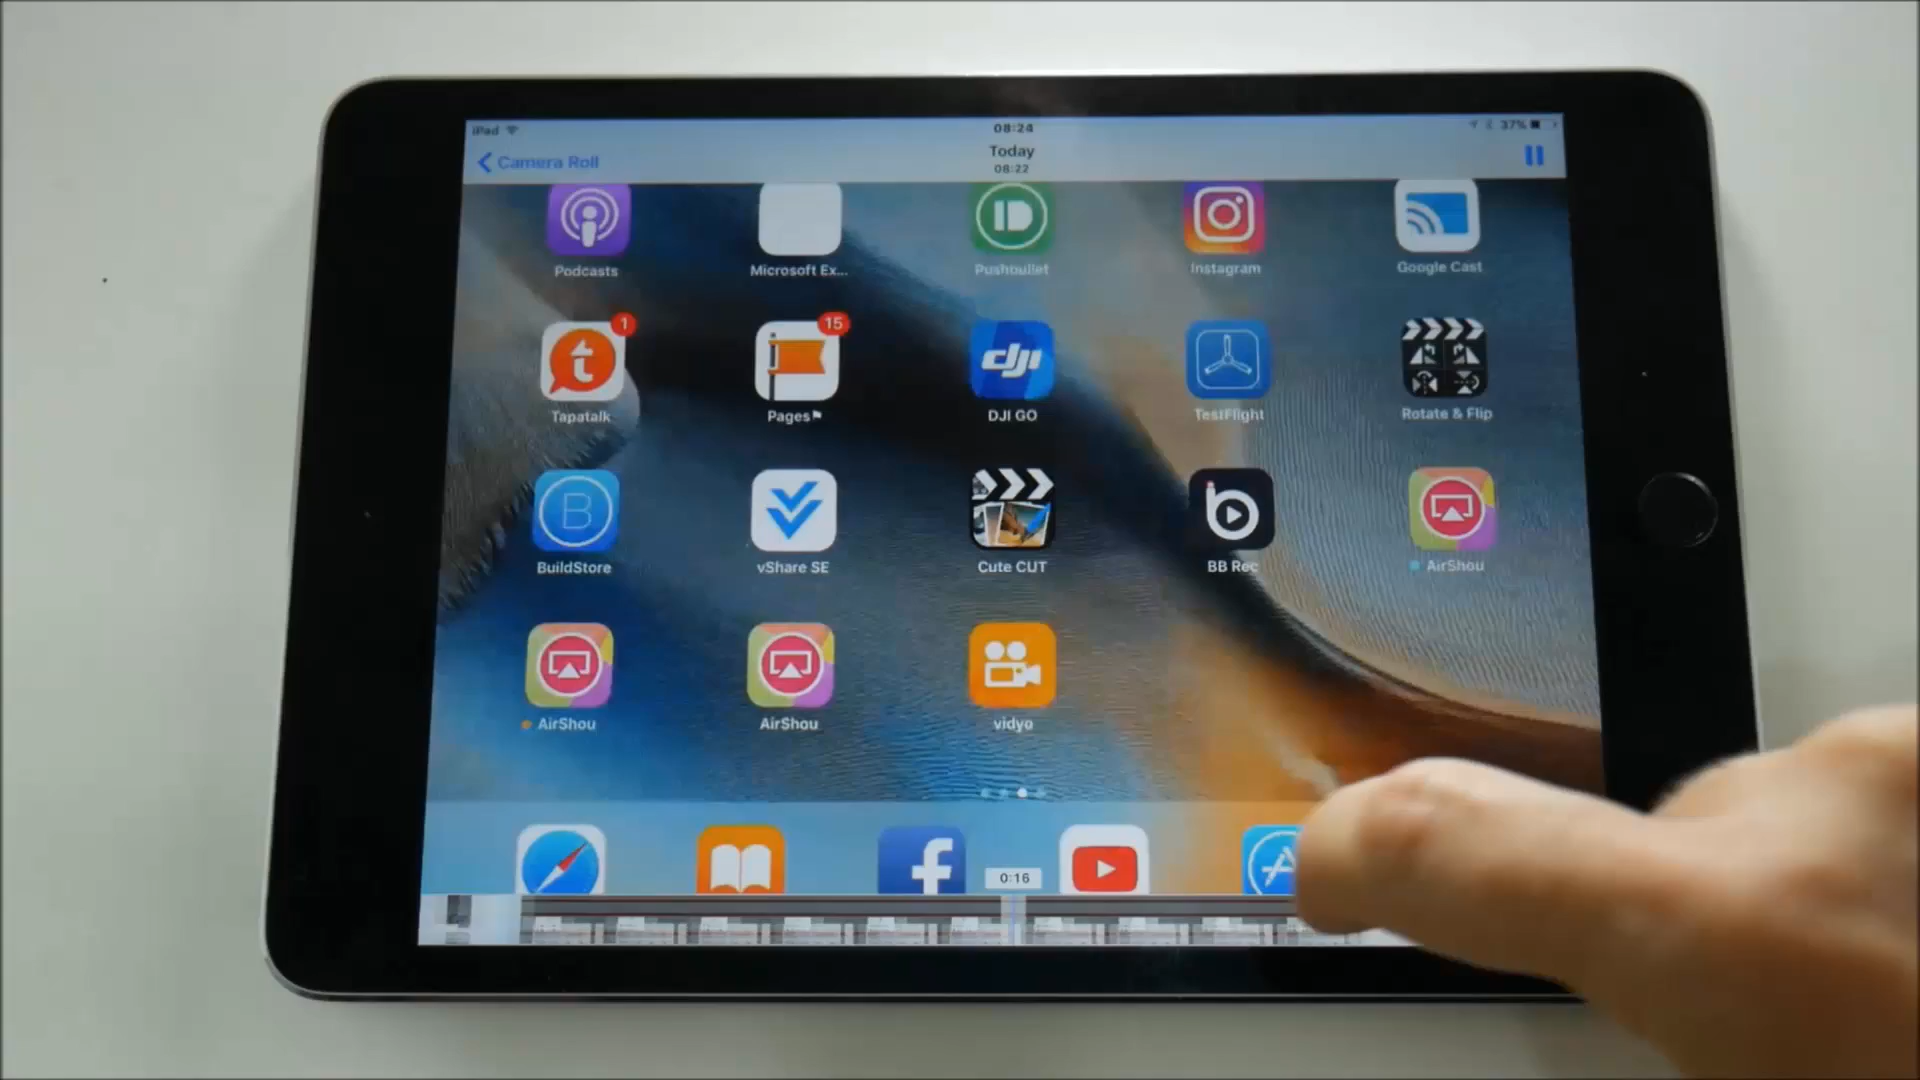 iPad 08:24 37%
Camera Roll Today
08:22
Podcasts Microsoft Ex... Pushbullet Instagram Google Cast
1 15
Tapatalk Pages DJI GO TestFlight Rotate & Flip
BuildStore vShare SE Cute CUT BB Rec AirShou
AirShou AirShou vidyo
0:16